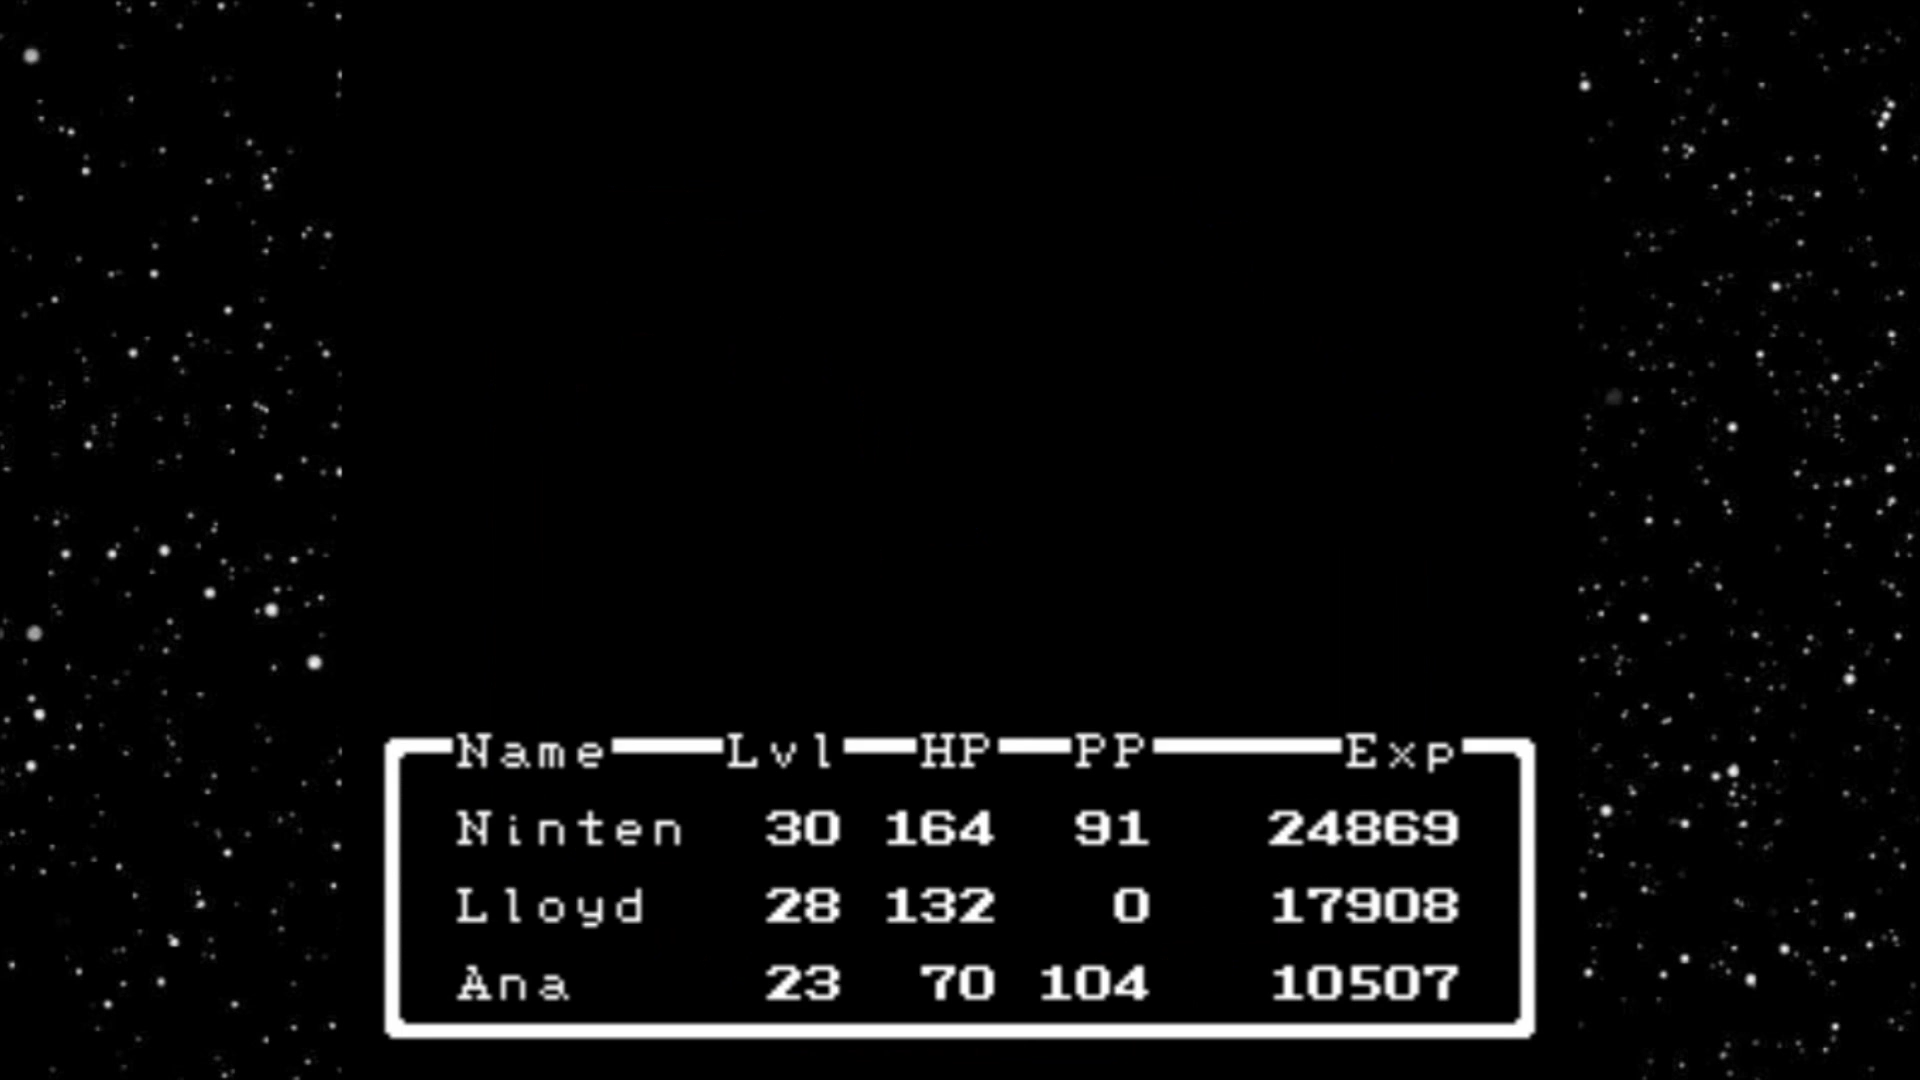 Name Lvl HP PP Exp
Ninten 30 164 91 24869
Lloyd 28 132 0 17908
Ana 23 70 104 10507